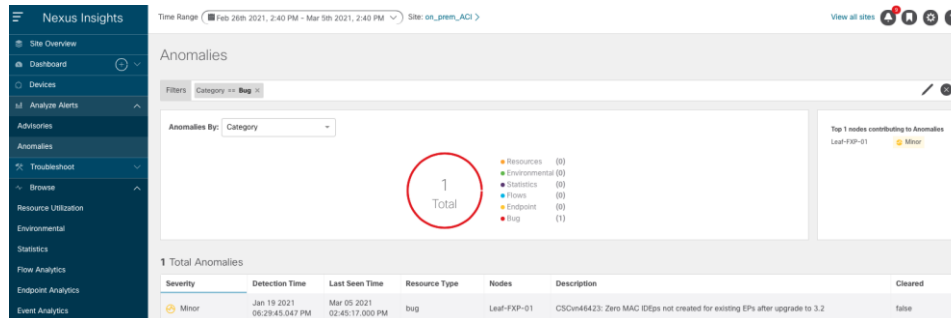 Nexus Insights
Time Range Feb 26th 2021, 2:40 PM - Mar 5th 2021, 2:40 PM Site: on_prem_ACI >
View all sites
Site Overview
Dashboard
Devices
Analyze Alerts
Advisories
Anomalies
Troubleshoot
Browse
Resource Utilization
Environmental
Statistics
Flow Analytics
Endpoint Analytics
Event Analytics
Anomalies
Filters Category == Bug ×
Anomalies By: Category
1
Total
Resources (0)
Environmental (0)
Statistics (0)
Flows (0)
Endpoint (0)
Bug (1)
Top 1 nodes contributing to Anomalies
Leaf-FXP-01 Minor
1 Total Anomalies
Severity Detection Time Last Seen Time Resource Type Nodes Description Cleared
Minor Jan 19 2021 06:29:45.047 PM Mar 05 2021 02:45:17.000 PM bug Leaf-FXP-01 CSCvn46423: Zero MAC IDEps not created for existing EPs after upgrade to 3.2 false